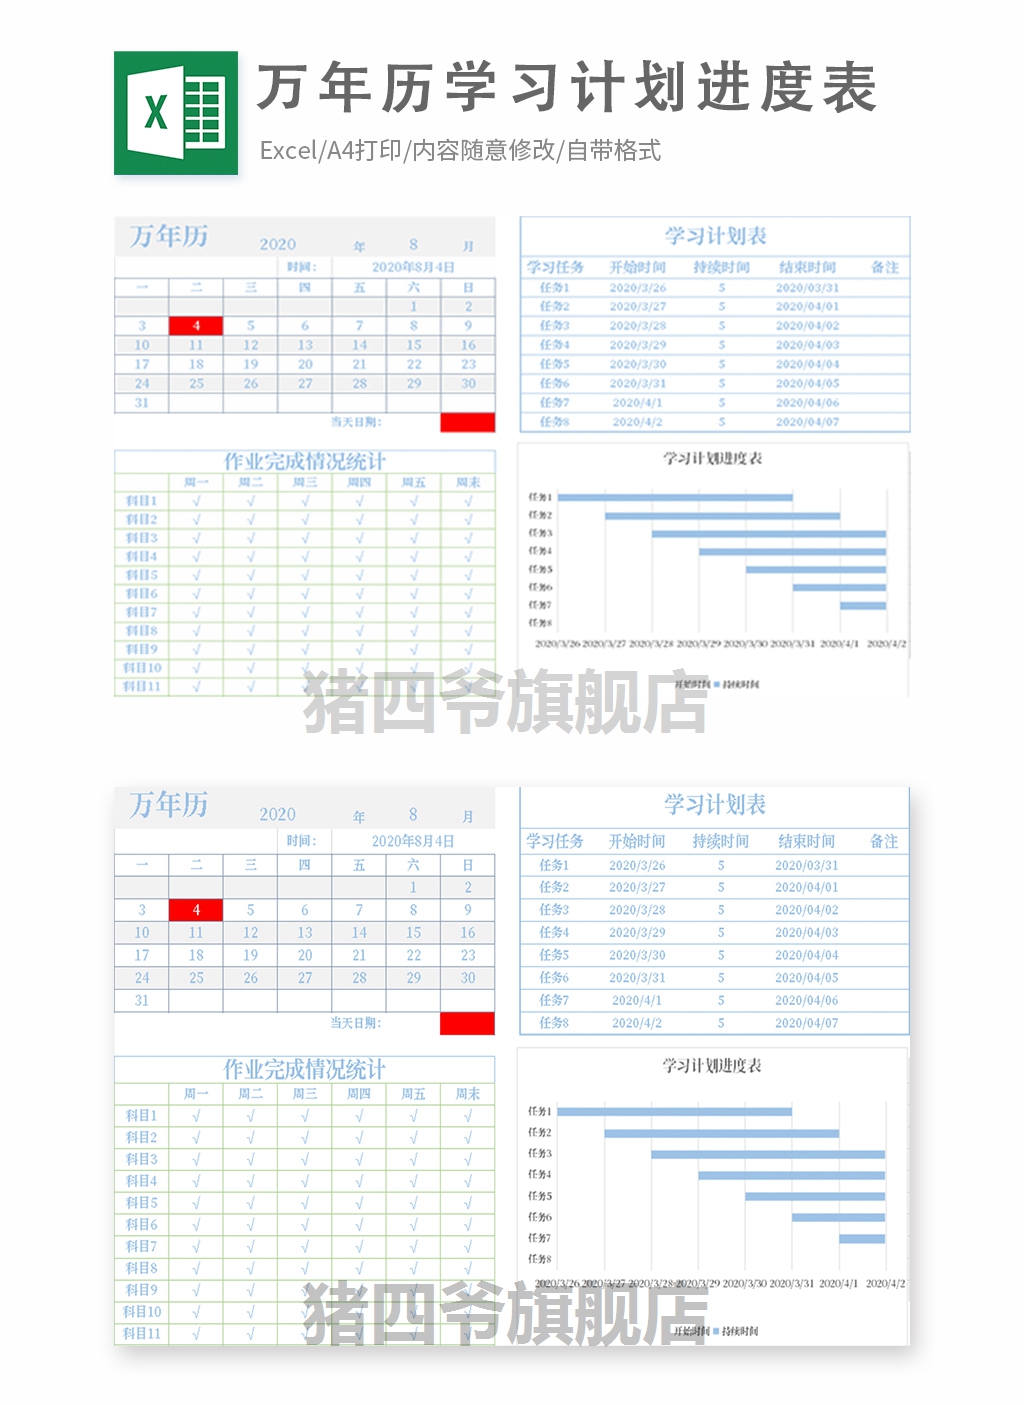 X
万年历学习计划进度表
Excel/A4打印/内容随意修改/自带格式
万年历 2020 年 8 月
时间： 2020年8月4日
一 二 三 四 五 六 日
1 2
3 4 5 6 7 8 9
10 11 12 13 14 15 16
17 18 19 20 21 22 23
24 25 26 27 28 29 30
31
当天日期：
学习计划表
学习任务 开始时间 持续时间 结束时间 备注
任务1 2020/3/26 5 2020/03/31
任务2 2020/3/27 5 2020/04/01
任务3 2020/3/28 5 2020/04/02
任务4 2020/3/29 5 2020/04/03
任务5 2020/3/30 5 2020/04/04
任务6 2020/3/31 5 2020/04/05
任务7 2020/4/1 5 2020/04/06
任务8 2020/4/2 5 2020/04/07
作业完成情况统计
周一 周二 周三 周四 周五 周末
科目1 √ √ √ √ √ √
科目2 √ √ √ √ √ √
科目3 √ √ √ √ √ √
科目4 √ √ √ √ √ √
科目5 √ √ √ √ √ √
科目6 √ √ √ √ √ √
科目7 √ √ √ √ √ √
科目8 √ √ √ √ √ √
科目9 √ √ √ √ √ √
科目10 √ √ √ √ √ √
科目11 √ √ √ √ √ √
学习计划进度表
任务1
任务2
任务3
任务4
任务5
任务6
任务7
任务8
2020/3/26 2020/3/27 2020/3/28 2020/3/29 2020/3/30 2020/3/31 2020/4/1 2020/4/2
开始时间 持续时间
猪四爷旗舰店
万年历 2020 年 8 月
时间： 2020年8月4日
一 二 三 四 五 六 日
1 2
3 4 5 6 7 8 9
10 11 12 13 14 15 16
17 18 19 20 21 22 23
24 25 26 27 28 29 30
31
当天日期：
学习计划表
学习任务 开始时间 持续时间 结束时间 备注
任务1 2020/3/26 5 2020/03/31
任务2 2020/3/27 5 2020/04/01
任务3 2020/3/28 5 2020/04/02
任务4 2020/3/29 5 2020/04/03
任务5 2020/3/30 5 2020/04/04
任务6 2020/3/31 5 2020/04/05
任务7 2020/4/1 5 2020/04/06
任务8 2020/4/2 5 2020/04/07
作业完成情况统计
周一 周二 周三 周四 周五 周末
科目1 √ √ √ √ √ √
科目2 √ √ √ √ √ √
科目3 √ √ √ √ √ √
科目4 √ √ √ √ √ √
科目5 √ √ √ √ √ √
科目6 √ √ √ √ √ √
科目7 √ √ √ √ √ √
科目8 √ √ √ √ √ √
科目9 √ √ √ √ √ √
科目10 √ √ √ √ √ √
科目11 √ √ √ √ √ √
学习计划进度表
任务1
任务2
任务3
任务4
任务5
任务6
任务7
任务8
2020/3/26 2020/3/27 2020/3/28 2020/3/29 2020/3/30 2020/3/31 2020/4/1 2020/4/2
开始时间 持续时间
猪四爷旗舰店